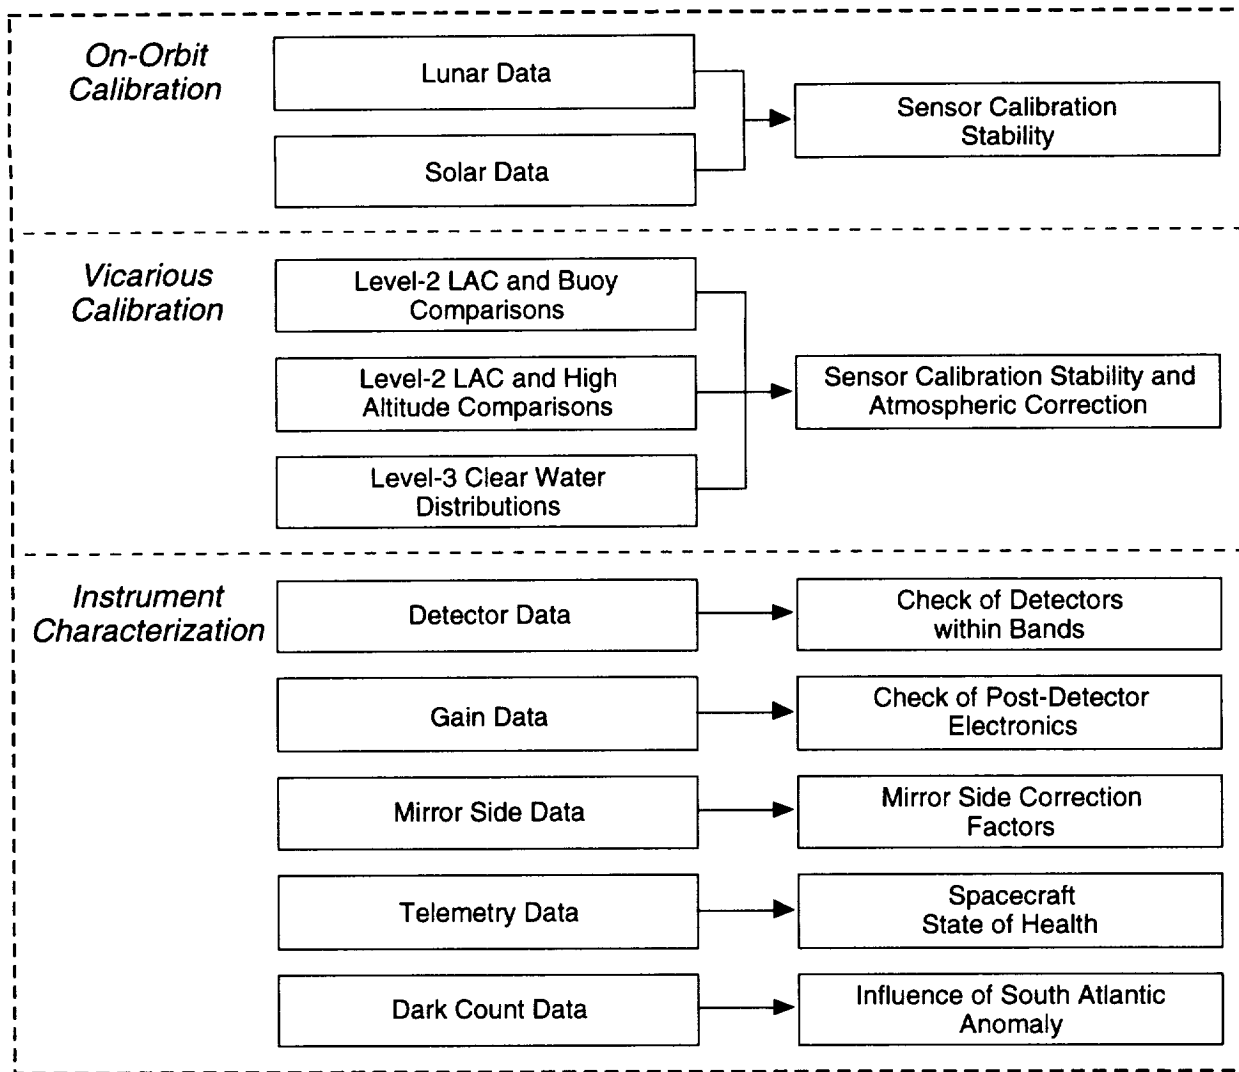 On-Orbit
Calibration
Lunar Data
Solar Data
Sensor Calibration
Stability
Vicarious
Calibration
Level-2 LAC and Buoy
Comparisons
Level-2 LAC and High
Altitude Comparisons
Level-3 Clear Water
Distributions
Sensor Calibration Stability and
Atmospheric Correction
Instrument
Characterization
Detector Data
Check of Detectors
within Bands
Gain Data
Check of Post-Detector
Electronics
Mirror Side Data
Mirror Side Correction
Factors
Telemetry Data
Spacecraft
State of Health
Dark Count Data
Influence of South Atlantic
Anomaly